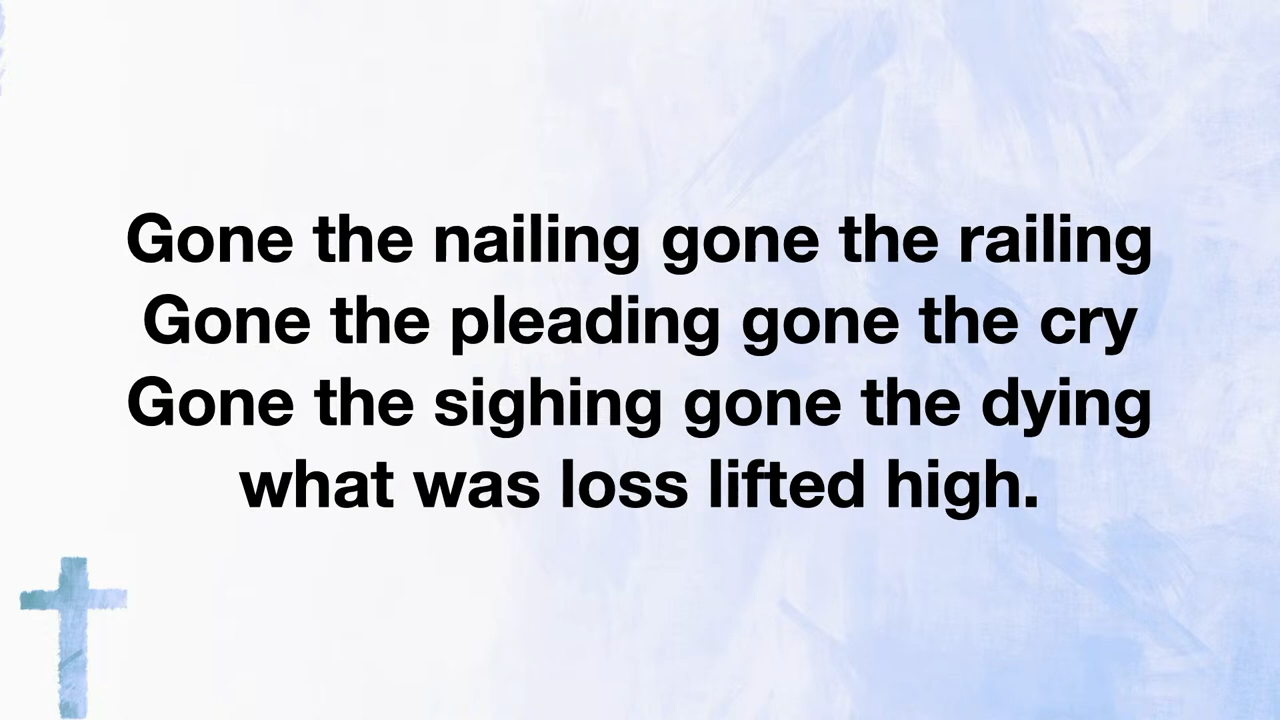 Gone the nailing gone the railing
Gone the pleading gone the cry
Gone the sighing gone the dying
what was loss lifted high.